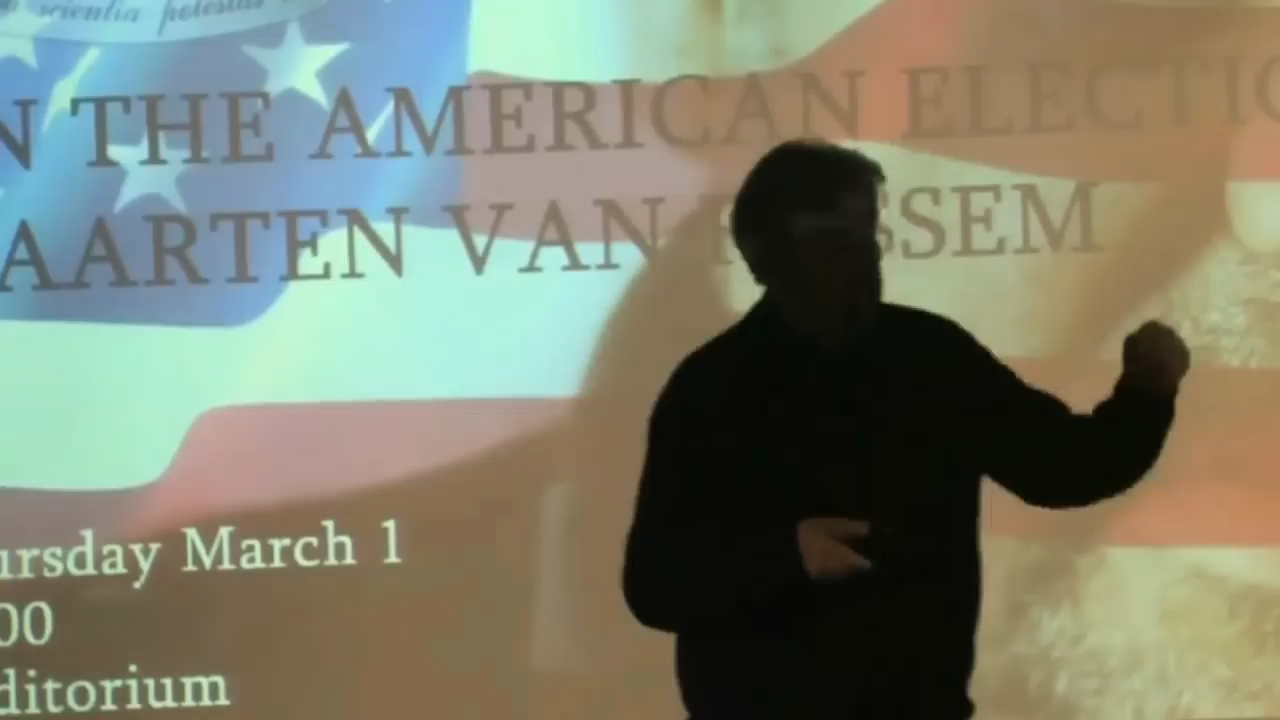 scientia potestas
N THE AMERICAN ELECTIO
AARTEN VAN SSEM
ursday March 1
00
ditorium